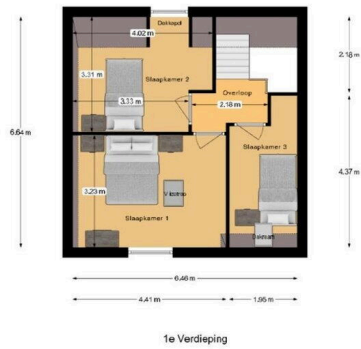 Dakkapel
4.02 m
3.31 m
Slaapkamer 2
2.18 m
Overloop
3.33 m
2.18 m
6.64 m
Slaapkamer 3
4.37 m
3.23 m
Slaapkamer 1
6.46 m
4.41 m
1.95 m
1e Verdieping